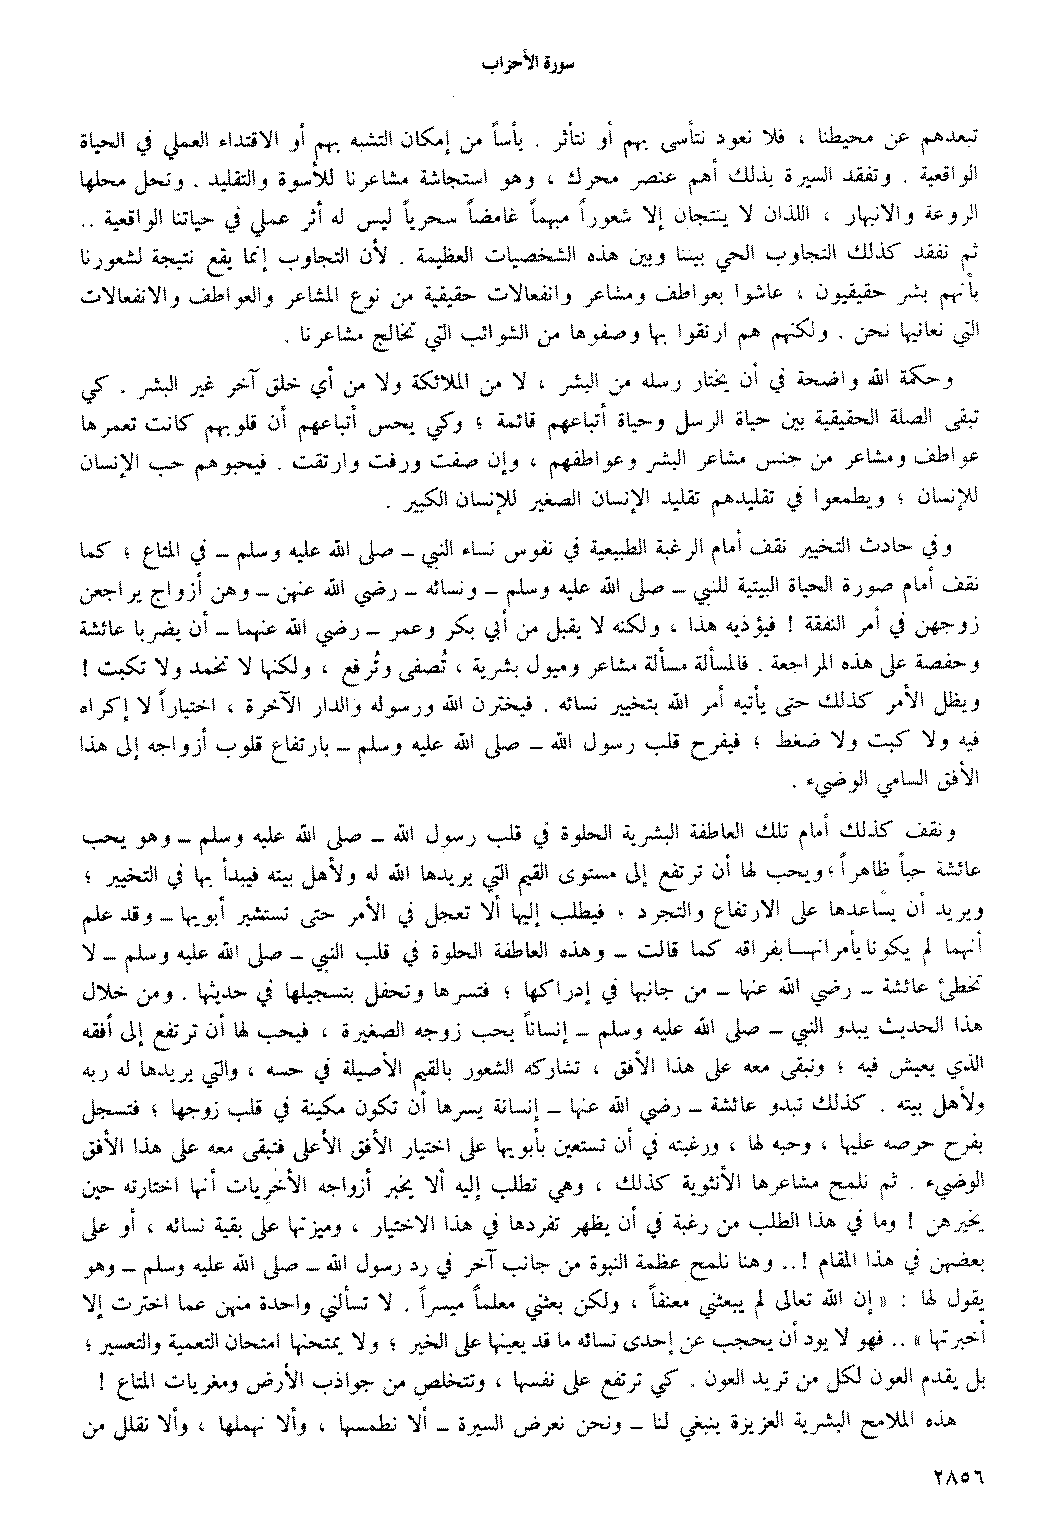 سورة الأحزاب
تبعدهم عن محيطنا ، فلا نعود نتأسى بهم أو نتأثر . يأساً من إمكان التشبه بهم أو الاقتداء العملي في الحياة
الواقعية . وتفقد السيرة بذلك أهم عنصر محرك ، وهو استجاشة مشاعرنا للأسوة والتقليد . وتحل محلها
الروعة والانبهار ، اللذان لا ينتجان إلا شعوراً مبهماً غامضاً سحرياً ليس له أثر عملي في حياتنا الواقعية ..
ثم نفقد كذلك التجاوب الحي بيننا وبين هذه الشخصيات العظيمة . لأن التجاوب إنما يقع نتيجة لشعورنا
بأنهم بشر حقيقيون ، عاشوا بعواطف ومشاعر وانفعالات حقيقية من نوع المشاعر والعواطف والانفعالات
التي نعانيها نحن . ولكنهم هم ارتقوا بها وصفوها من الشوائب التي تخالج مشاعرنا .
وحكمة الله واضحة في أن يختار رسله من البشر ، لا من الملائكة ولا من أي خلق آخر غير البشر . كي
تبقى الصلة الحقيقية بين حياة الرسل وحياة أتباعهم قائمة ؛ وكي يحس أتباعهم أن قلوبهم كانت تعمرها
عواطف ومشاعر من جنس مشاعر البشر وعواطفهم ، وإن صفت ورفت وارتقت . فيحبوهم حب الإنسان
للإنسان ؛ ويطمعوا في تقليدهم تقليد الإنسان الصغير للإنسان الكبير .
وفي حادث التخيير نقف أمام الرغبة الطبيعية في نفوس نساء النبي – صلى الله عليه وسلم – في المتاع ؛ كما
نقف أمام صورة الحياة البيتية للنبي – صلى الله عليه وسلم – ونسائه – رضي الله عنهن – وهن أزواج يراجعن
زوجهن في أمر النفقة ! فيؤذيه هذا ، ولكنه لا يقبل من أبي بكر وعمر – رضي الله عنهما – أن يضربا عائشة
وحفصة على هذه المراجعة . فالمسألة مسألة مشاعر وميول بشرية ، تُصفى وتُرفع ، ولكنها لا تخمد ولا تكبت !
ويظل الأمر كذلك حتى يأتيه أمر الله بتخيير نسائه . فيخترن الله ورسوله والدار الآخرة ، اختياراً لا إكراه
فيه ولا كبت ولا ضغط ؛ فيفرح قلب رسول الله – صلى الله عليه وسلم – بارتفاع قلوب أزواجه إلى هذا
الأفق السامي الوضيء .
ونقف كذلك أمام تلك العاطفة البشرية الحلوة في قلب رسول الله – صلى الله عليه وسلم – وهو يحب
عائشة حباً ظاهراً ؛ ويحب لها أن ترتفع إلى مستوى القيم التي يريدها الله له ولأهل بيته فيبدأ بها في التخيير ؛
ويريد أن يساعدها على الارتفاع والتجرد ؛ فيطلب إليها ألا تعجل في الأمر حتى تستشير أبويها – وقد علم
أنهما لم يكونا يأمرانها بفراقه كما قالت – وهذه العاطفة الحلوة في قلب النبي – صلى الله عليه وسلم – لا
تخطئ عائشة – رضي الله عنها – من جانبها في إدراكها ؛ فتسرها وتحفل بتسجيلها في حديثها . ومن خلال
هذا الحديث يبدو النبي – صلى الله عليه وسلم – إنساناً يحب زوجه الصغيرة ، فيحب لها أن ترتفع إلى أفقه
الذي يعيش فيه ؛ وتبقى معه على هذا الأفق ، تشاركه الشعور بالقيم الأصيلة في حسه ، والتي يريدها له ربه
ولأهل بيته . كذلك تبدو عائشة – رضي الله عنها – إنسانة يسرها أن تكون مكينة في قلب زوجها ؛ فتسجل
بفرح حرصه عليها ، وحبه لها ، ورغبته في أن تستعين بأبويها على اختيار الأفق الأعلى فتبقى معه على هذا الأفق
الوضيء . ثم نلمح مشاعرها الأنثوية كذلك ، وهي تطلب إليه ألا يخبر أزواجه الأخريات أنها اختارته حين
يخيرهن ! وما في هذا الطلب من رغبة في أن يظهر تفردها في هذا الاختيار ، وميزتها على بقية نسائه ، أو على
بعضهن في هذا المقام ! .. وهنا نلمح عظمة النبوة من جانب آخر في رد رسول الله – صلى الله عليه وسلم – وهو
يقول لها : « إن الله تعالى لم يبعثني معنفاً ، ولكن بعثني معلماً ميسراً . لا تسألني واحدة منهن عما اخترت إلا
أخبرتها » .. فهو لا يود أن يحجب عن إحدى نسائه ما قد يعينها على الخير ؛ ولا يمتحنها امتحان التعمية والتعسير ؛
بل يقدم العون لكل من تريد العون . كي ترتفع على نفسها ، وتتخلص من جواذب الأرض ومغريات المتاع !
هذه الملامح البشرية العزيزة ينبغي لنا – ونحن نعرض السيرة – ألا نطمسها ، وألا نهملها ، وألا نقلل من
٢٨٥٦